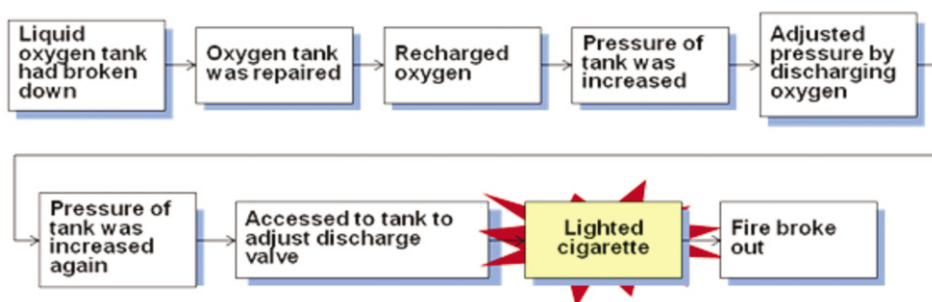 Liquid
oxygen tank
had broken
down
Oxygen tank
was repaired
Recharged
oxygen
Pressure of
tank was
increased
Adjusted
pressure by
discharging
oxygen
Pressure of
tank was
increased
again
Accessed to tank to
adjust discharge
valve
Lighted
cigarette
Fire broke
out